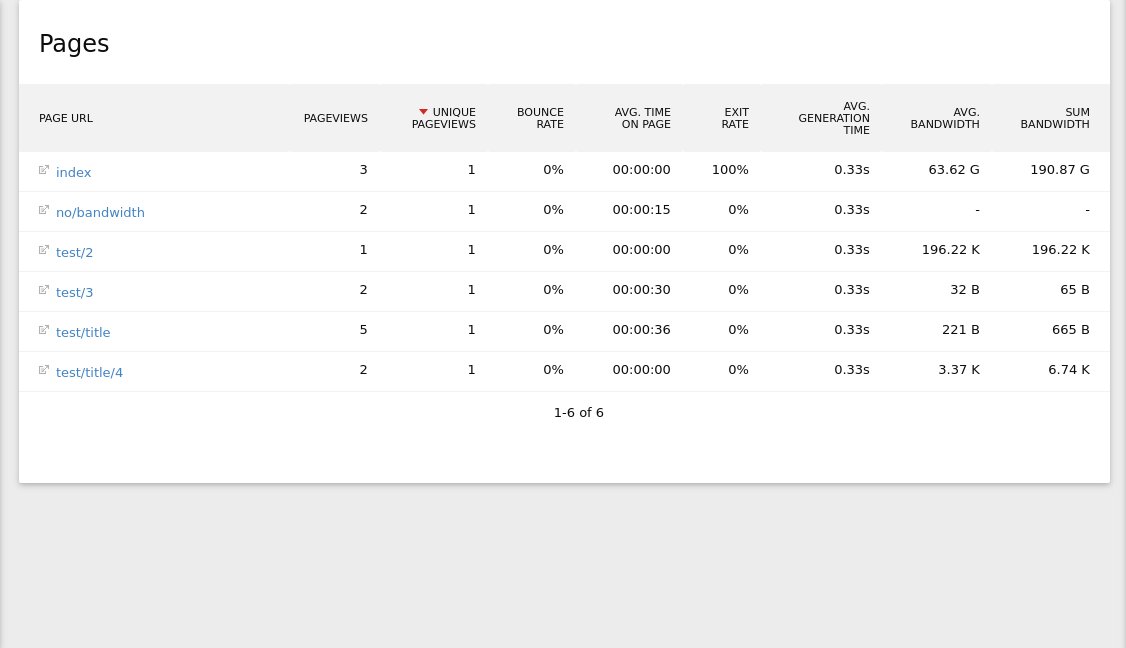 Pages
PAGE URL PAGEVIEWS UNIQUE PAGEVIEWS BOUNCE RATE AVG. TIME ON PAGE EXIT RATE AVG. GENERATION TIME AVG. BANDWIDTH SUM BANDWIDTH
index 3 1 0% 00:00:00 100% 0.33s 63.62 G 190.87 G
no/bandwidth 2 1 0% 00:00:15 0% 0.33s - -
test/2 1 1 0% 00:00:00 0% 0.33s 196.22 K 196.22 K
test/3 2 1 0% 00:00:30 0% 0.33s 32 B 65 B
test/title 5 1 0% 00:00:36 0% 0.33s 221 B 665 B
test/title/4 2 1 0% 00:00:00 0% 0.33s 3.37 K 6.74 K
1-6 of 6